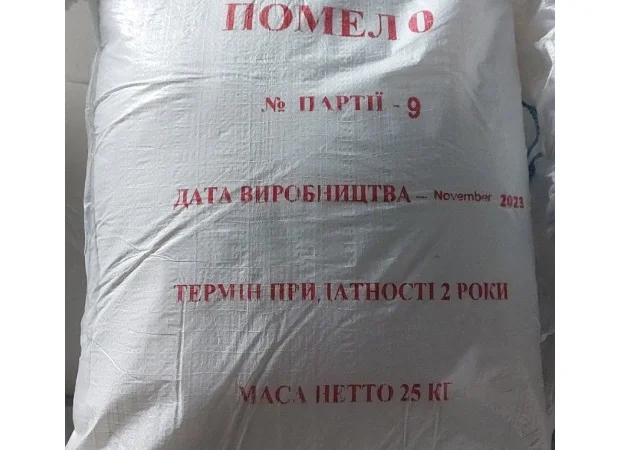 ПОМЕЛО
№ ПАРТІЇ - 9
ДАТА ВИРОБНИЦТВА – November 2023
ТЕРМІН ПРИДАТНОСТІ 2 РОКИ
МАСА НЕТТО 25 КГ